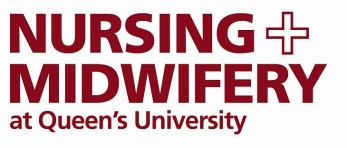 NURSING +
MIDWIFERY
at Queen's University